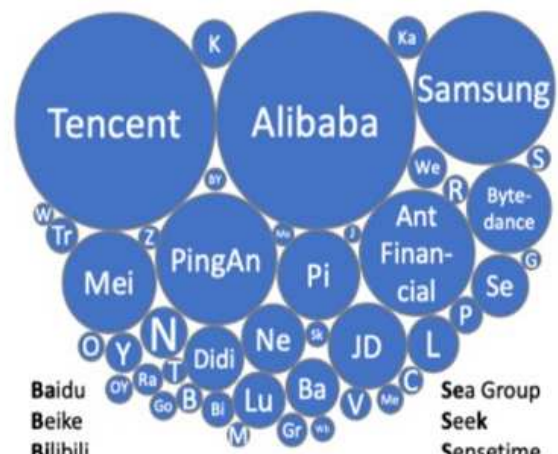 K
Ka
Tencent
Alibaba
Samsung
S
BY
We
R
W
Tr
Z
Byte-
dance
Ant
Finan-
cial
PingAn
J
G
Mei
Pi
Se
P
O
Y
N
Didi
Ne
Sk
JD
L
OY
Ra
T
Go
B
Bi
Lu
Ba
V
Me
C
M
Gr
Baidu
Beike
Bilibili
Sea Group
Seek
Sensetime